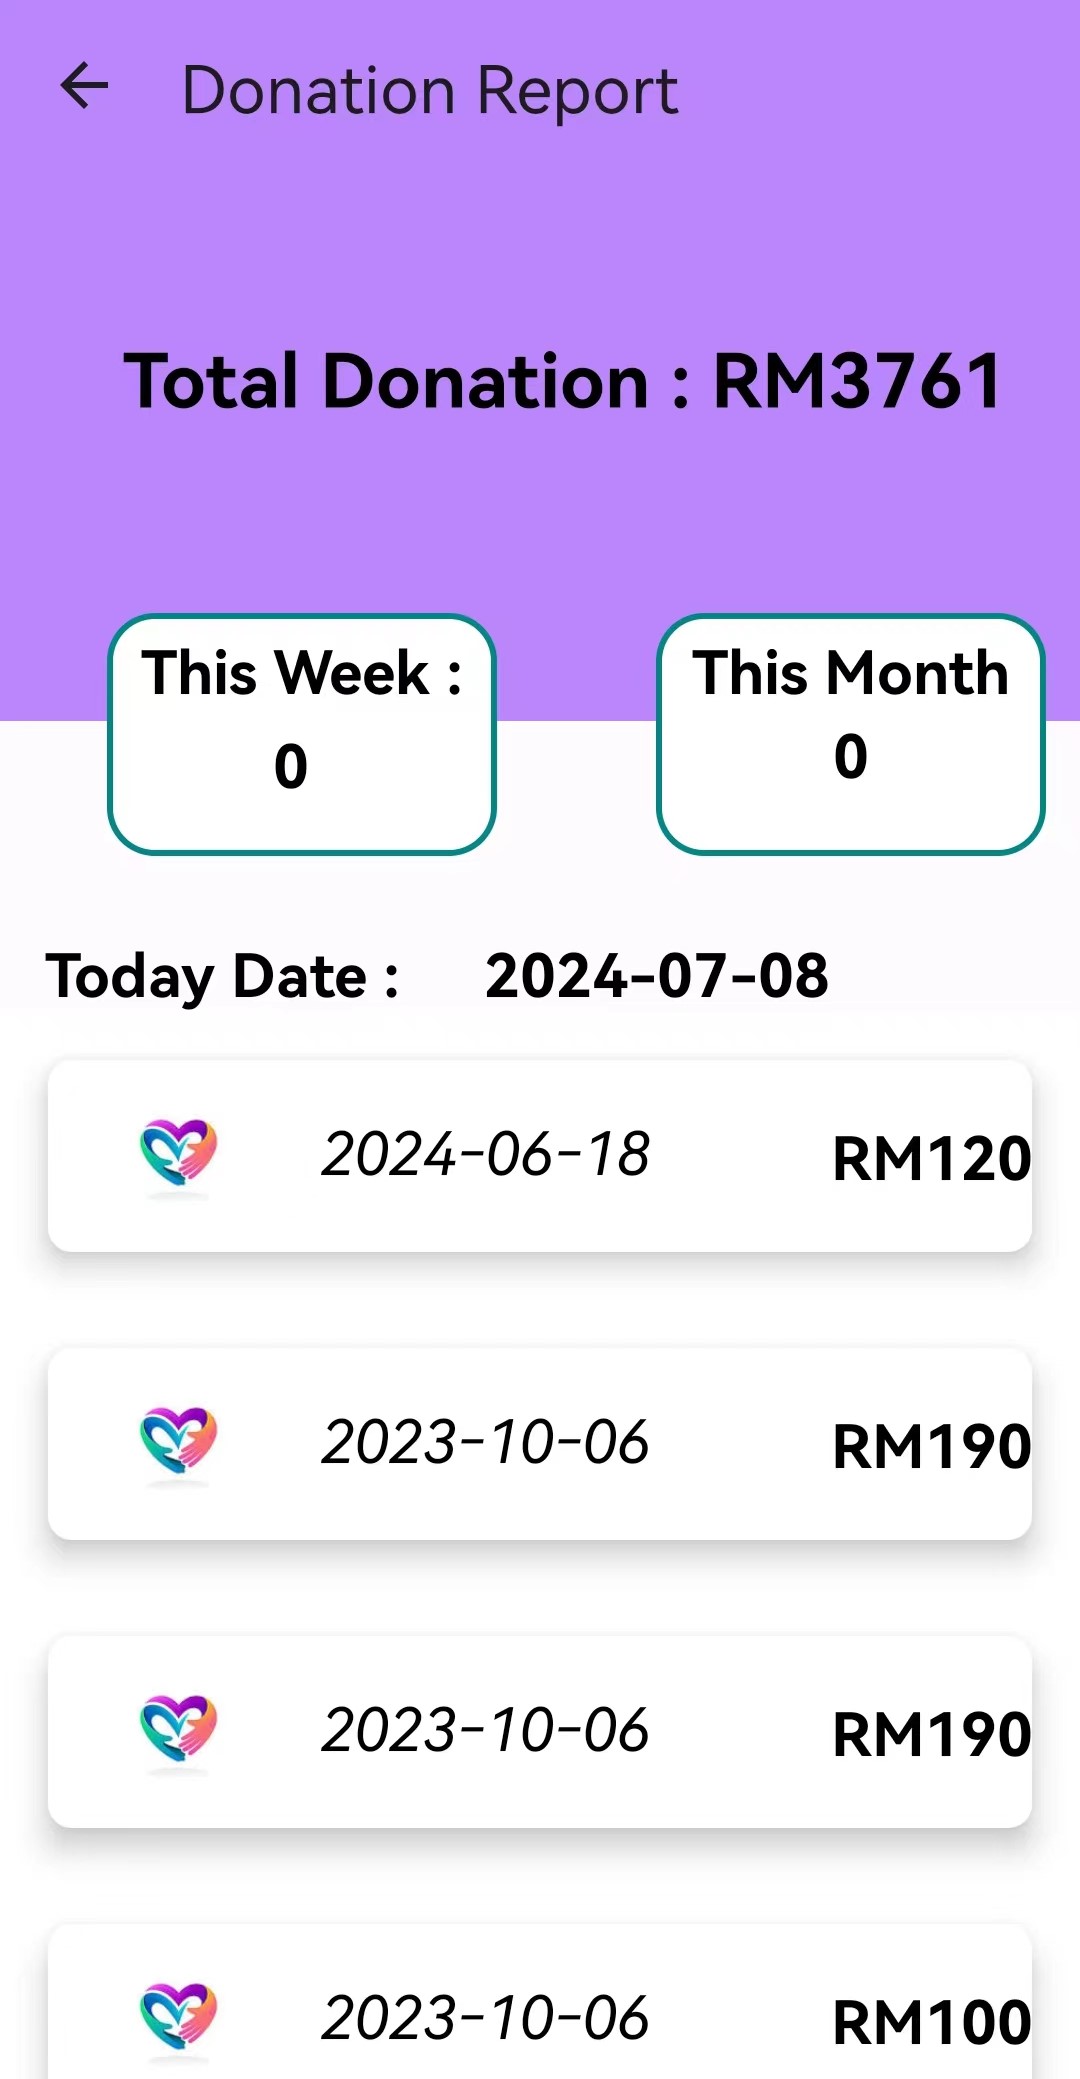 Donation Report
Total Donation : RM3761
This Week :
0
This Month
0
Today Date : 2024-07-08
2024-06-18 RM120
2023-10-06 RM190
2023-10-06 RM190
2023-10-06 RM100